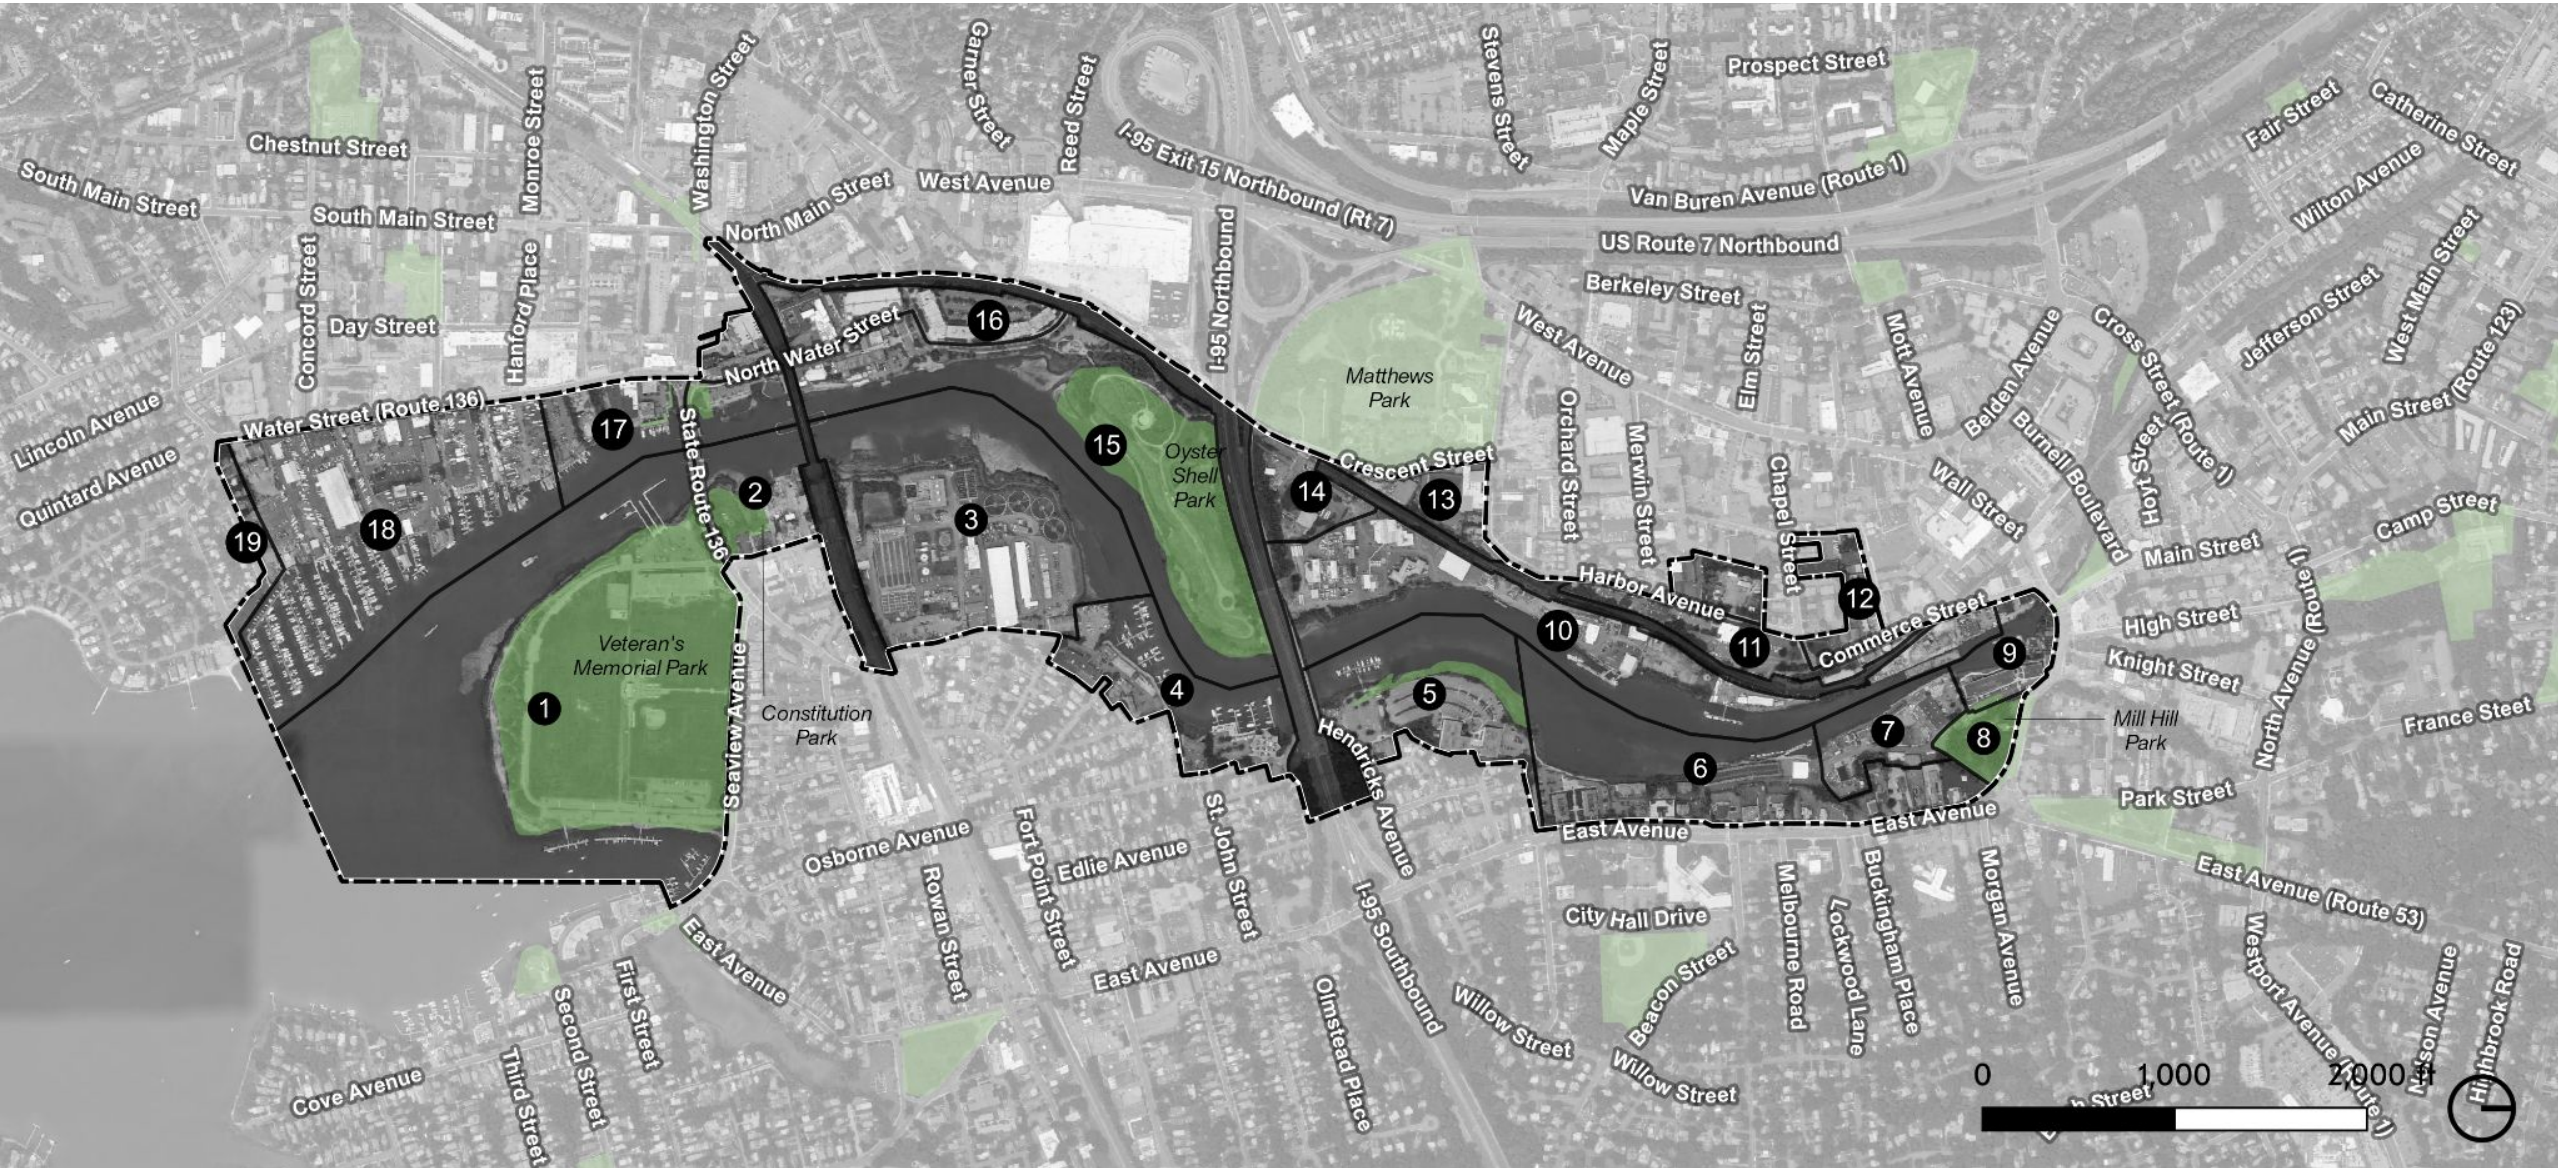 Garner Street
Reed Street
Stevens Street
Maple Street
Prospect Street
Washington Street
Monroe Street
Fair Street
Catherine Street
Chestnut Street
I-95 Exit 15 Northbound (Rt 7)
South Main Street
South Main Street
West Avenue
North Main Street
Van Buren Avenue (Route 1)
Wilton Avenue
US Route 7 Northbound
Concord Street
Hanford Place
Day Street
I-95 Northbound
Berkeley Street
West Main Street
Jefferson Street
Main Street (Route 123)
North Water Street
16
West Avenue
Elm Street
Mott Avenue
Belden Avenue
Cross Street (Route 1)
Matthews
Park
Water Street (Route 136)
17
State Route 136
15
Oyster
Shell
Park
Lincoln Avenue
Quintard Avenue
Orchard Street
Merwin Street
Chapel Street
Wall Street
Burnell Boulevard
Hoyt Street
Crescent Street
14
13
2
3
18
19
Camp Street
Main Street
Harbor Avenue
12
Commerce Street
10
11
High Street
9
Knight Street
North Avenue (Route 1)
Veteran's
Memorial Park
1
Seaview Avenue
4
5
Constitution
Park
Hendricks Avenue
7
8
Mill Hill
Park
France Steet
6
East Avenue
East Avenue
Park Street
Osborne Avenue
Fort Point Street
Edlie Avenue
St. John Street
Rowan Street
I-95 Southbound
City Hall Drive
Melbourne Road
Lockwood Lane
Buckingham Place
Morgan Avenue
East Avenue (Route 53)
East Avenue
East Avenue
First Street
Second Street
Third Street
Cove Avenue
Olmstead Place
Willow Street
Beacon Street
Willow Street
Westport Avenue (Route 1)
Highbrook Road
0 1,000 2,000 ft